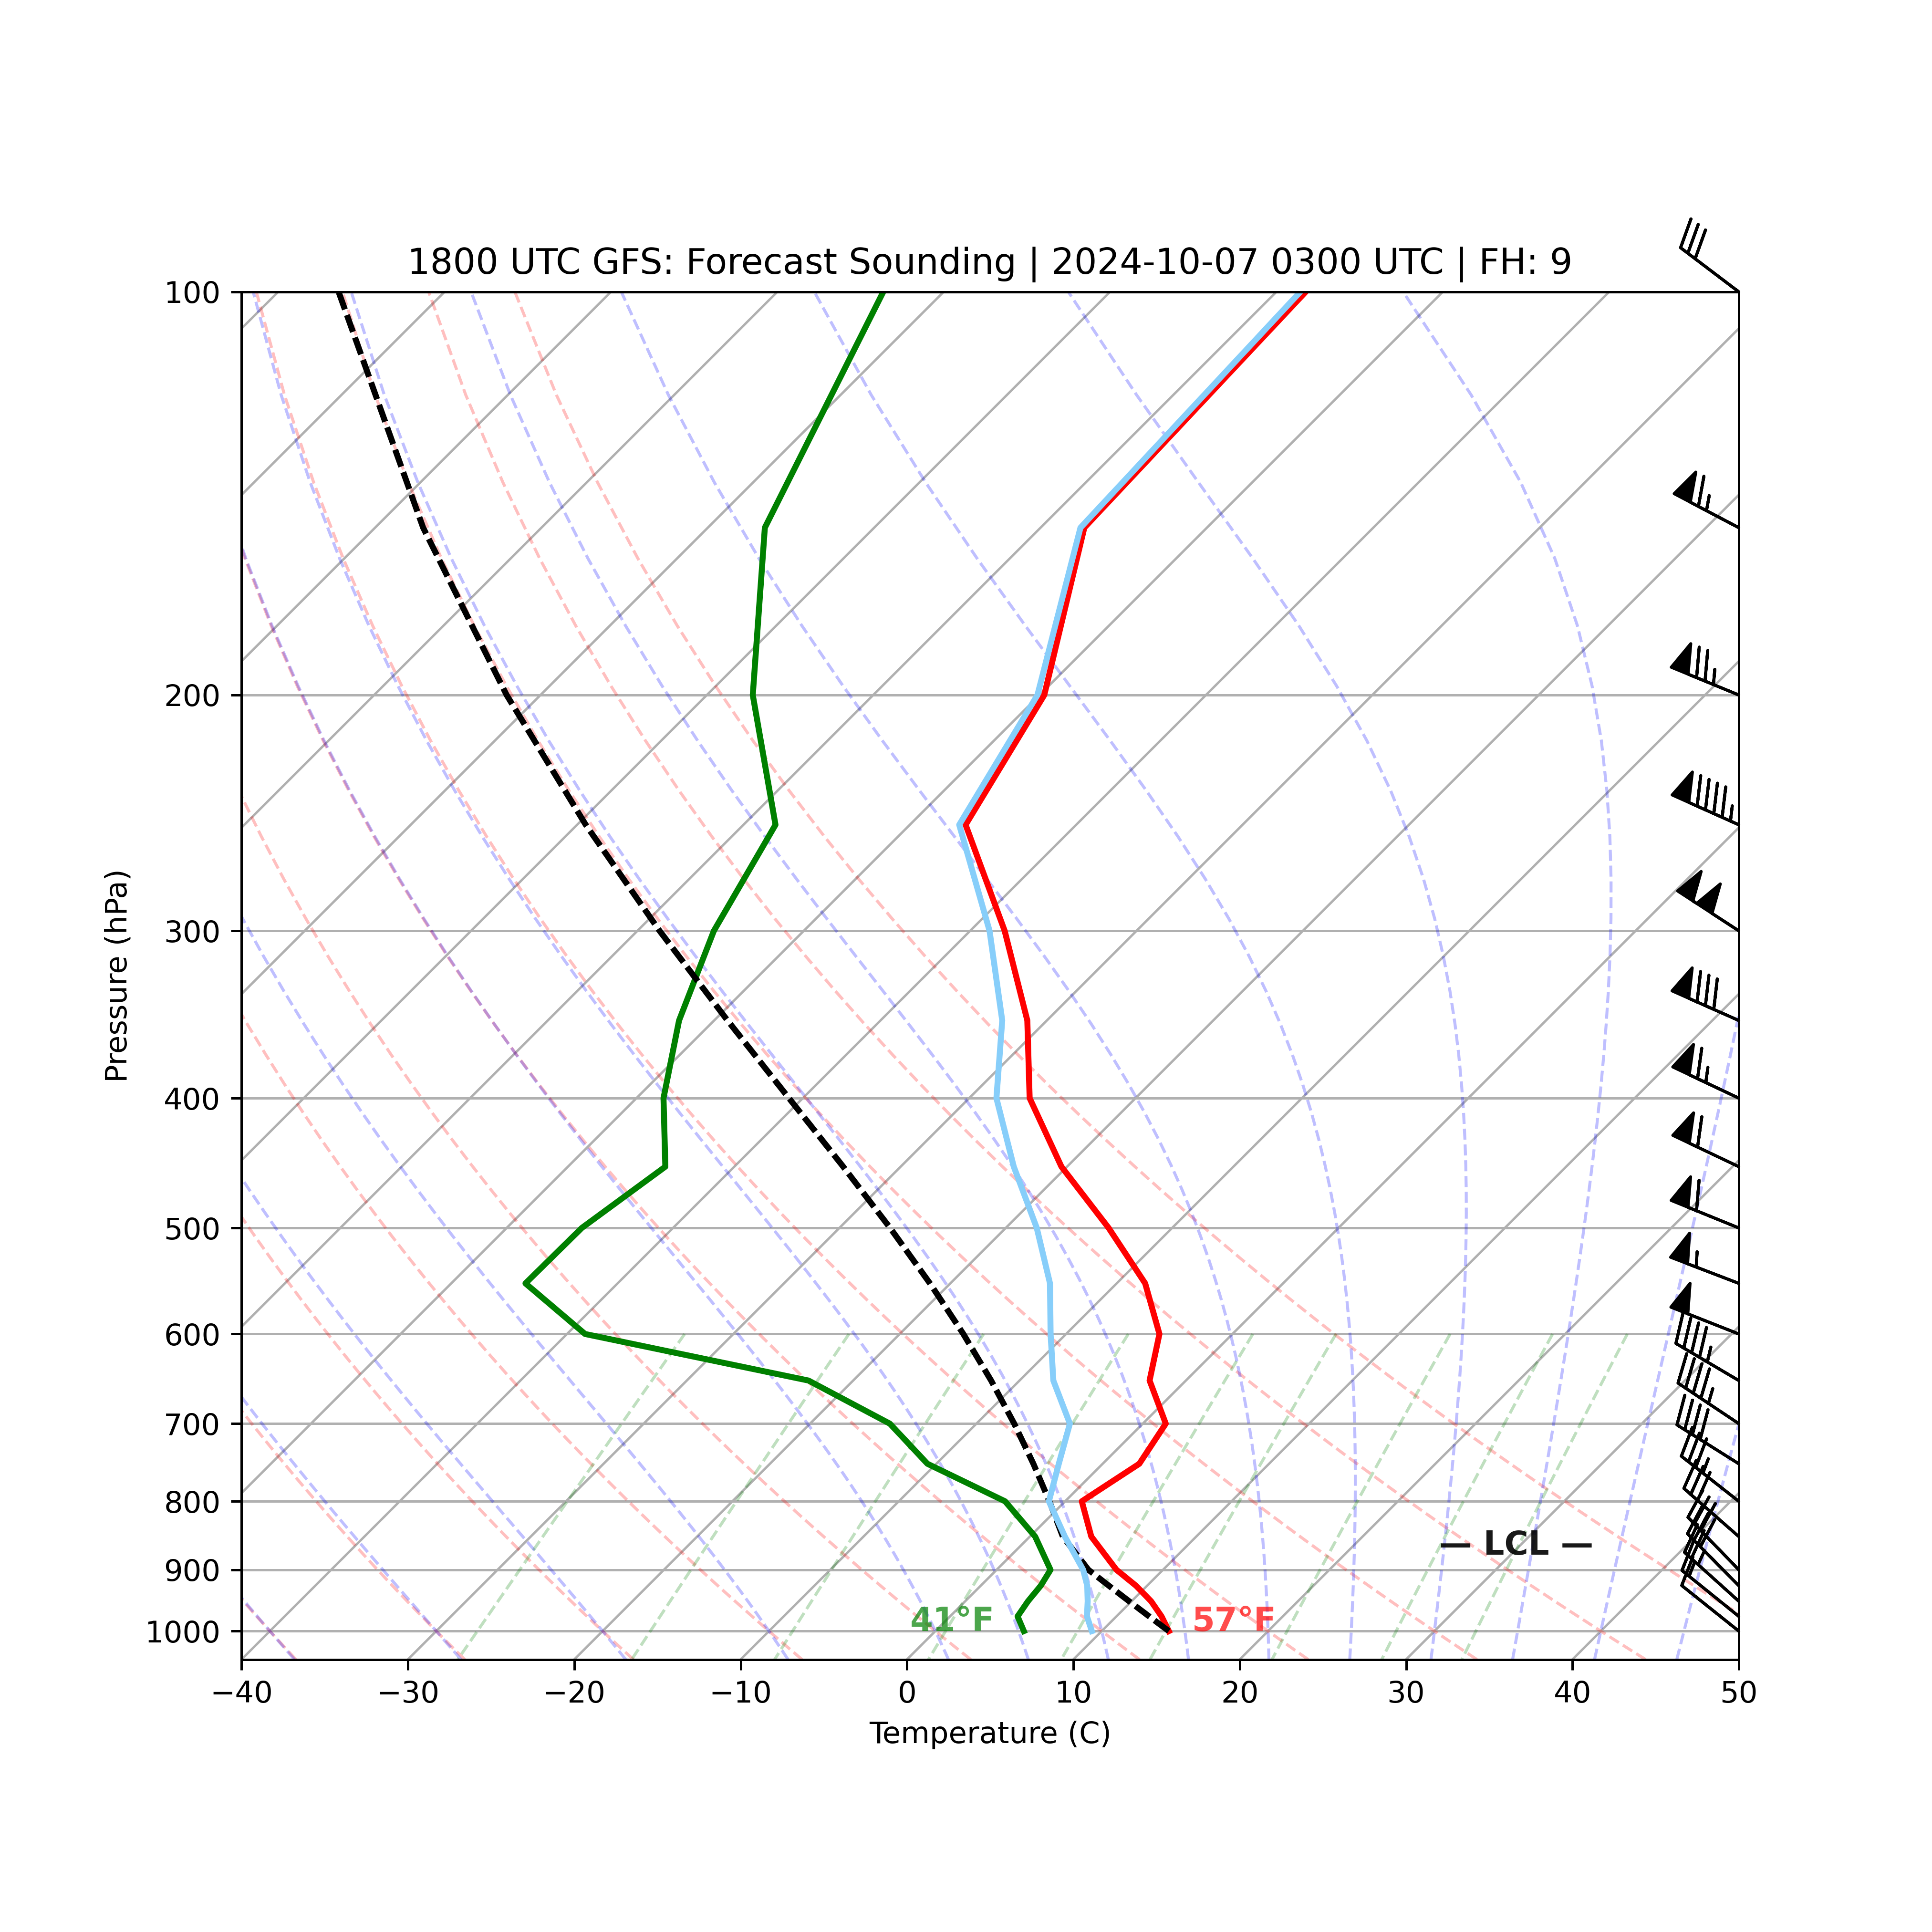 1800 UTC GFS: Forecast Sounding | 2024-10-07 0300 UTC | FH: 9
100
200
300
400
500
600
700
800
900
1000
Pressure (hPa)
— LCL —
41°F
57°F
−40 −30 −20 −10 0 10 20 30 40 50
Temperature (C)